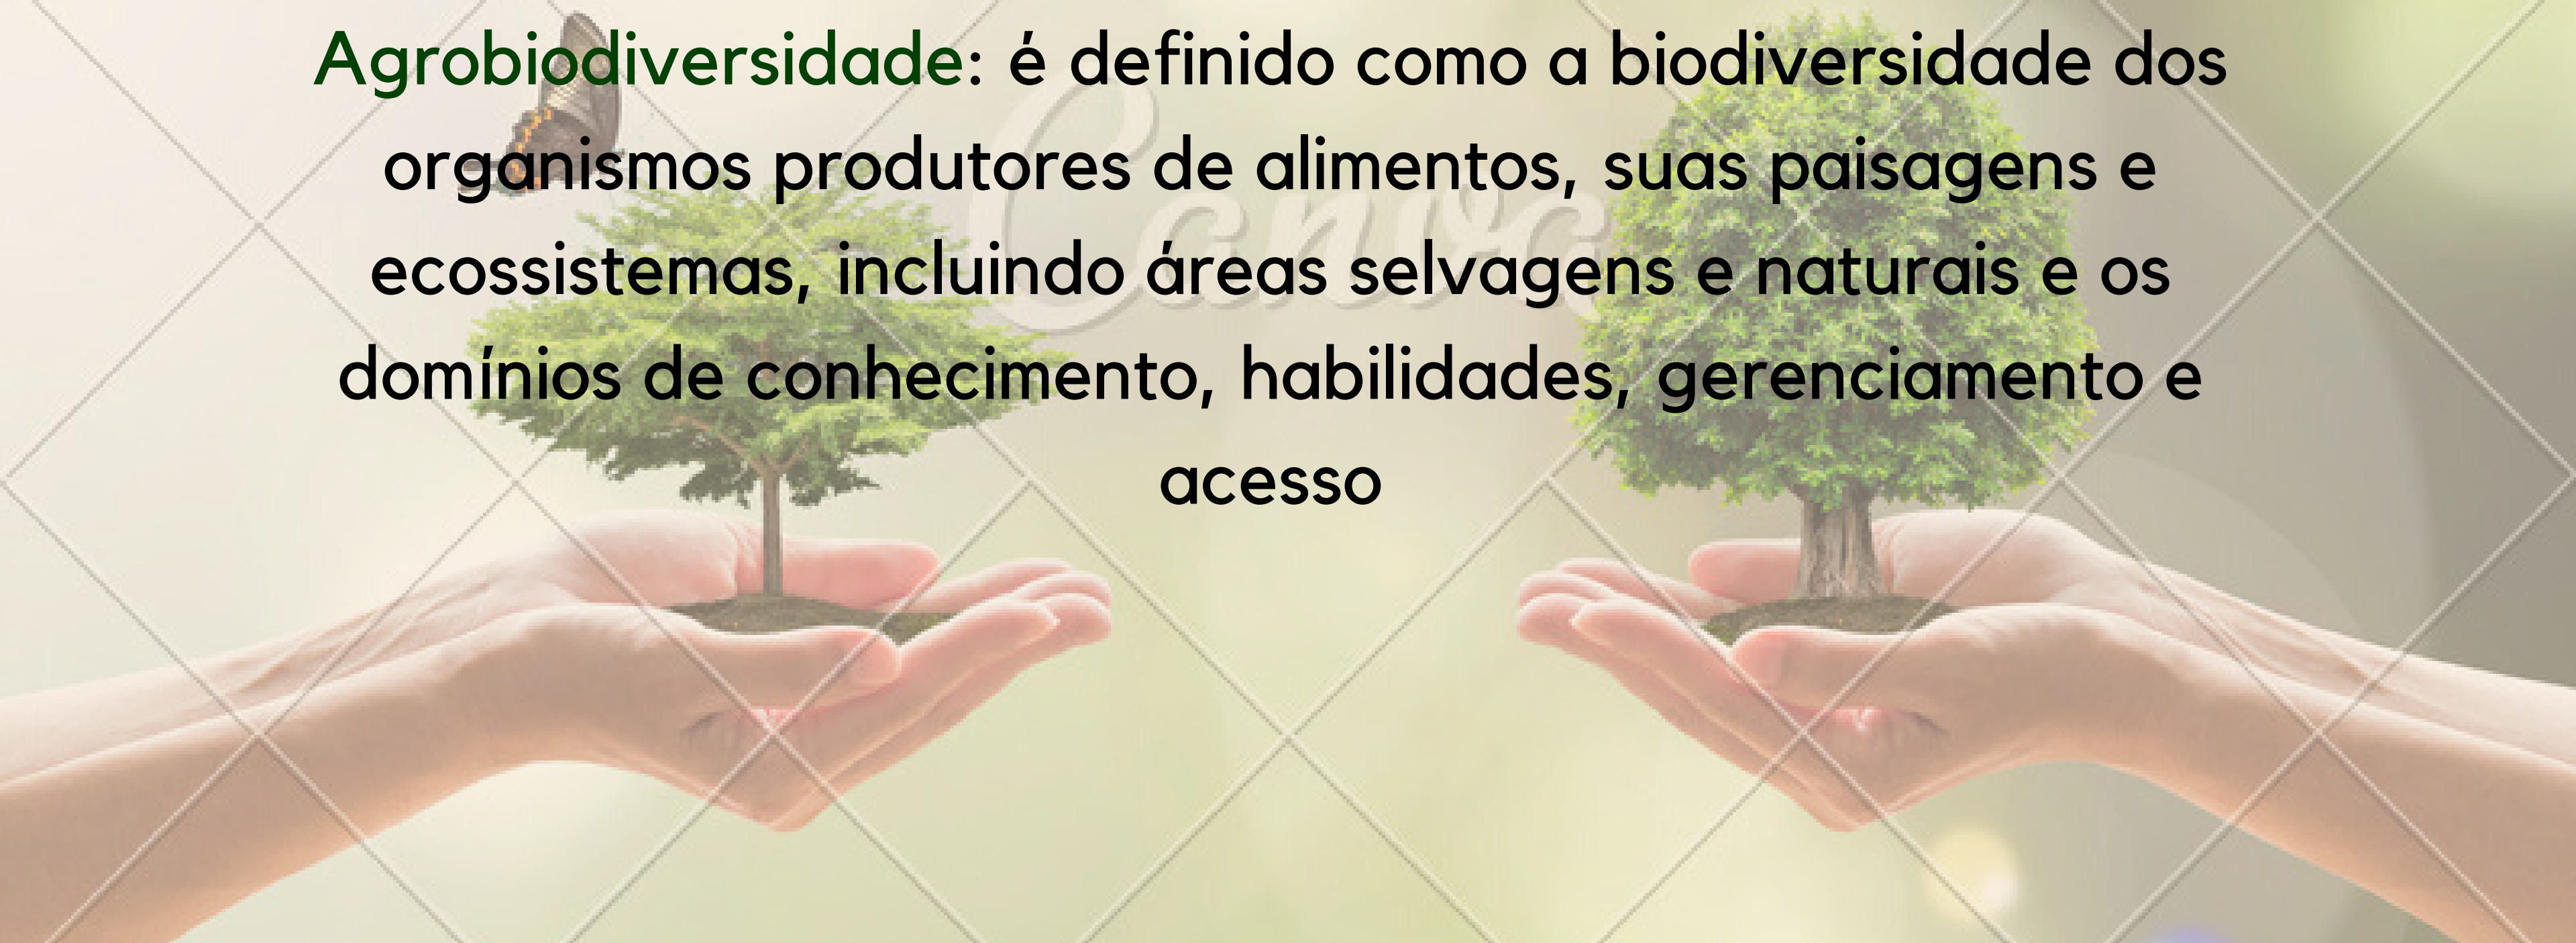 Agrobiodiversidade: é definido como a biodiversidade dos
organismos produtores de alimentos, suas paisagens e
ecossistemas, incluindo áreas selvagens e naturais e os
domínios de conhecimento, habilidades, gerenciamento e
acesso
Canva